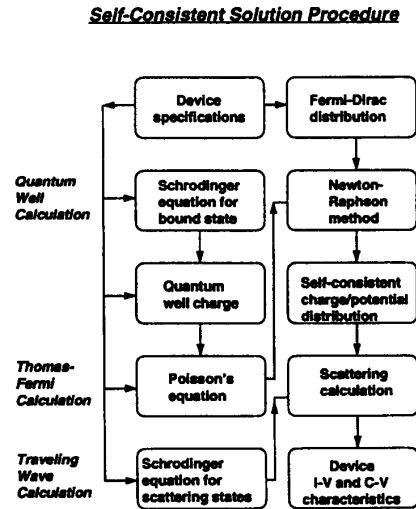 Self-Consistent Solution Procedure
Device
specifications
Fermi-Dirac
distribution
Quantum
Well
Calculation
Schrodinger
equation for
bound state
Newton-
Raphson
method
Quantum
well charge
Self-consistent
charge/potential
distribution
Thomas-
Fermi
Calculation
Poisson's
equation
Scattering
calculation
Traveling
Wave
Calculation
Schrodinger
equation for
scattering states
Device
I-V and C-V
characteristics